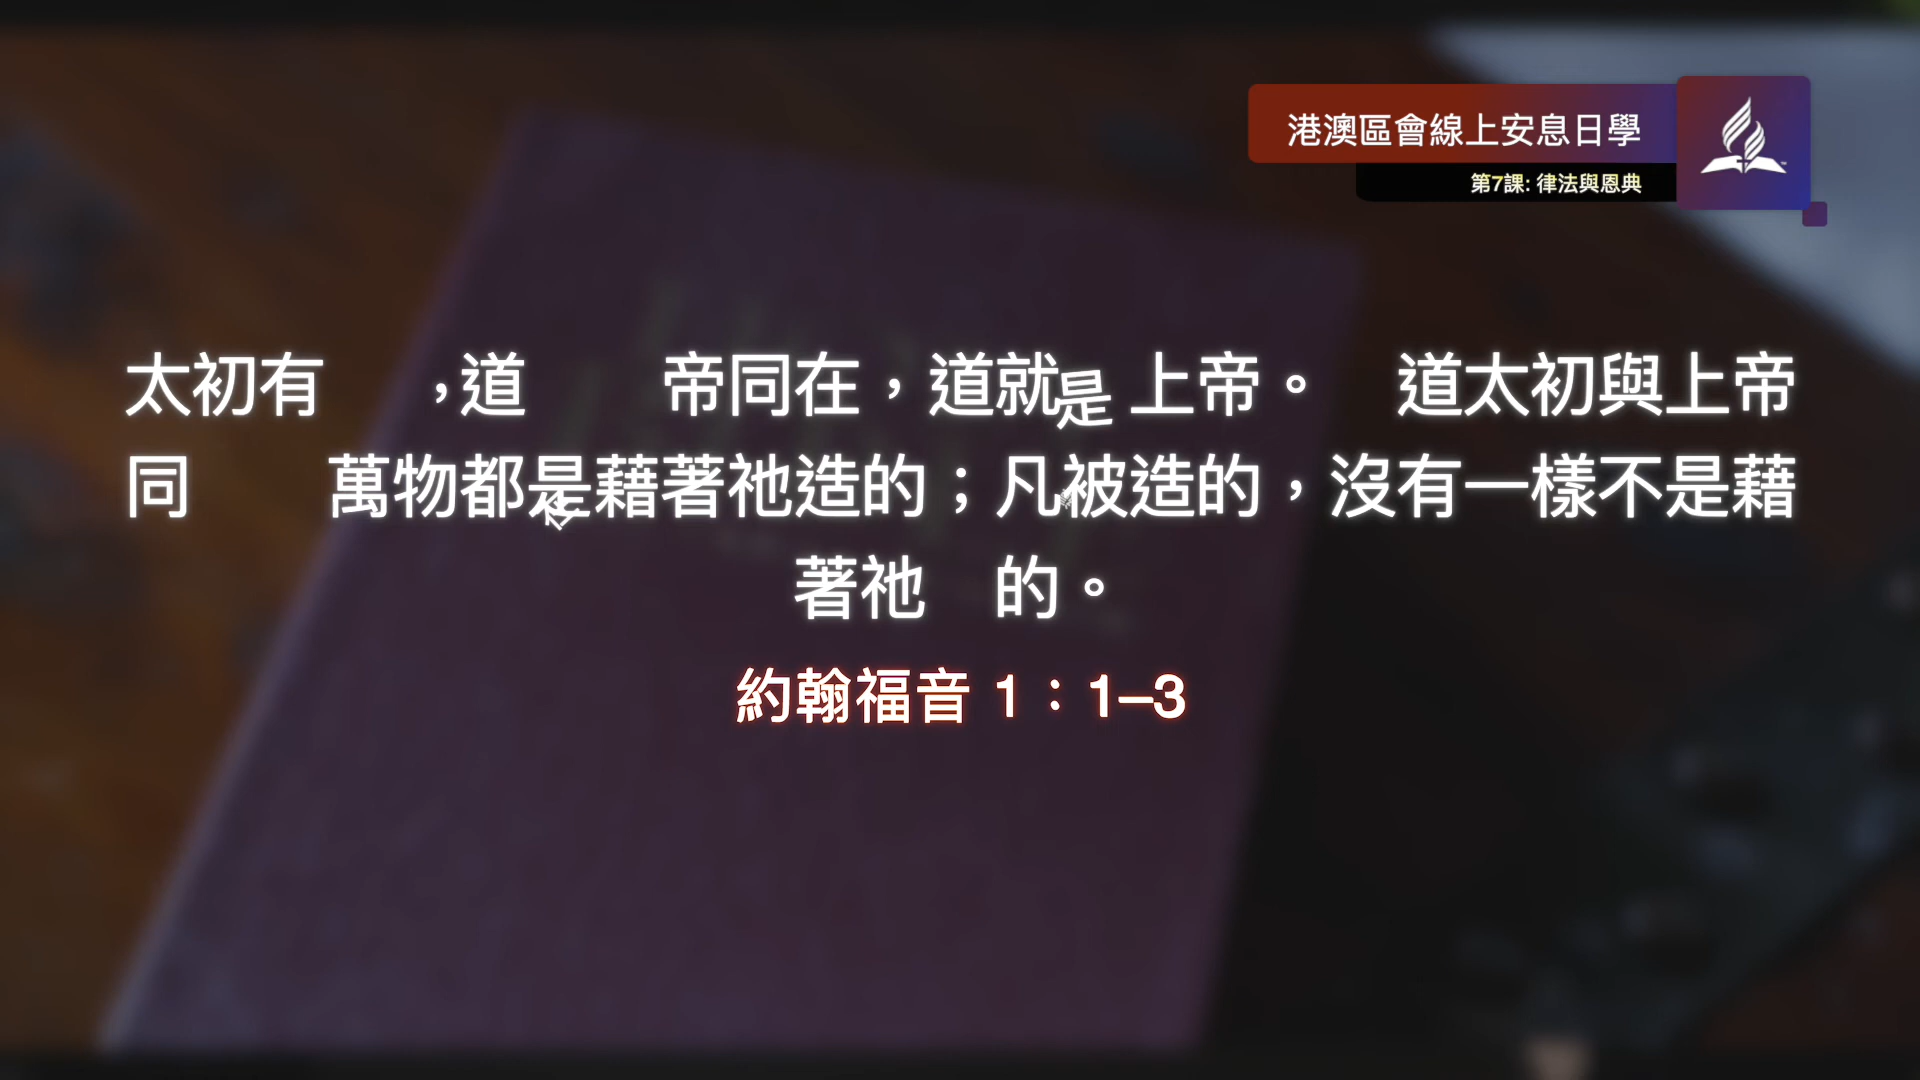 港澳區會線上安息日學
第7課: 律法與恩典
太初有 ,道 帝同在，道就是 上帝。 道太初與上帝
同 萬物都是藉著祂造的；凡被造的，沒有一樣不是藉
著祂 的。
約翰福音 1：1–3